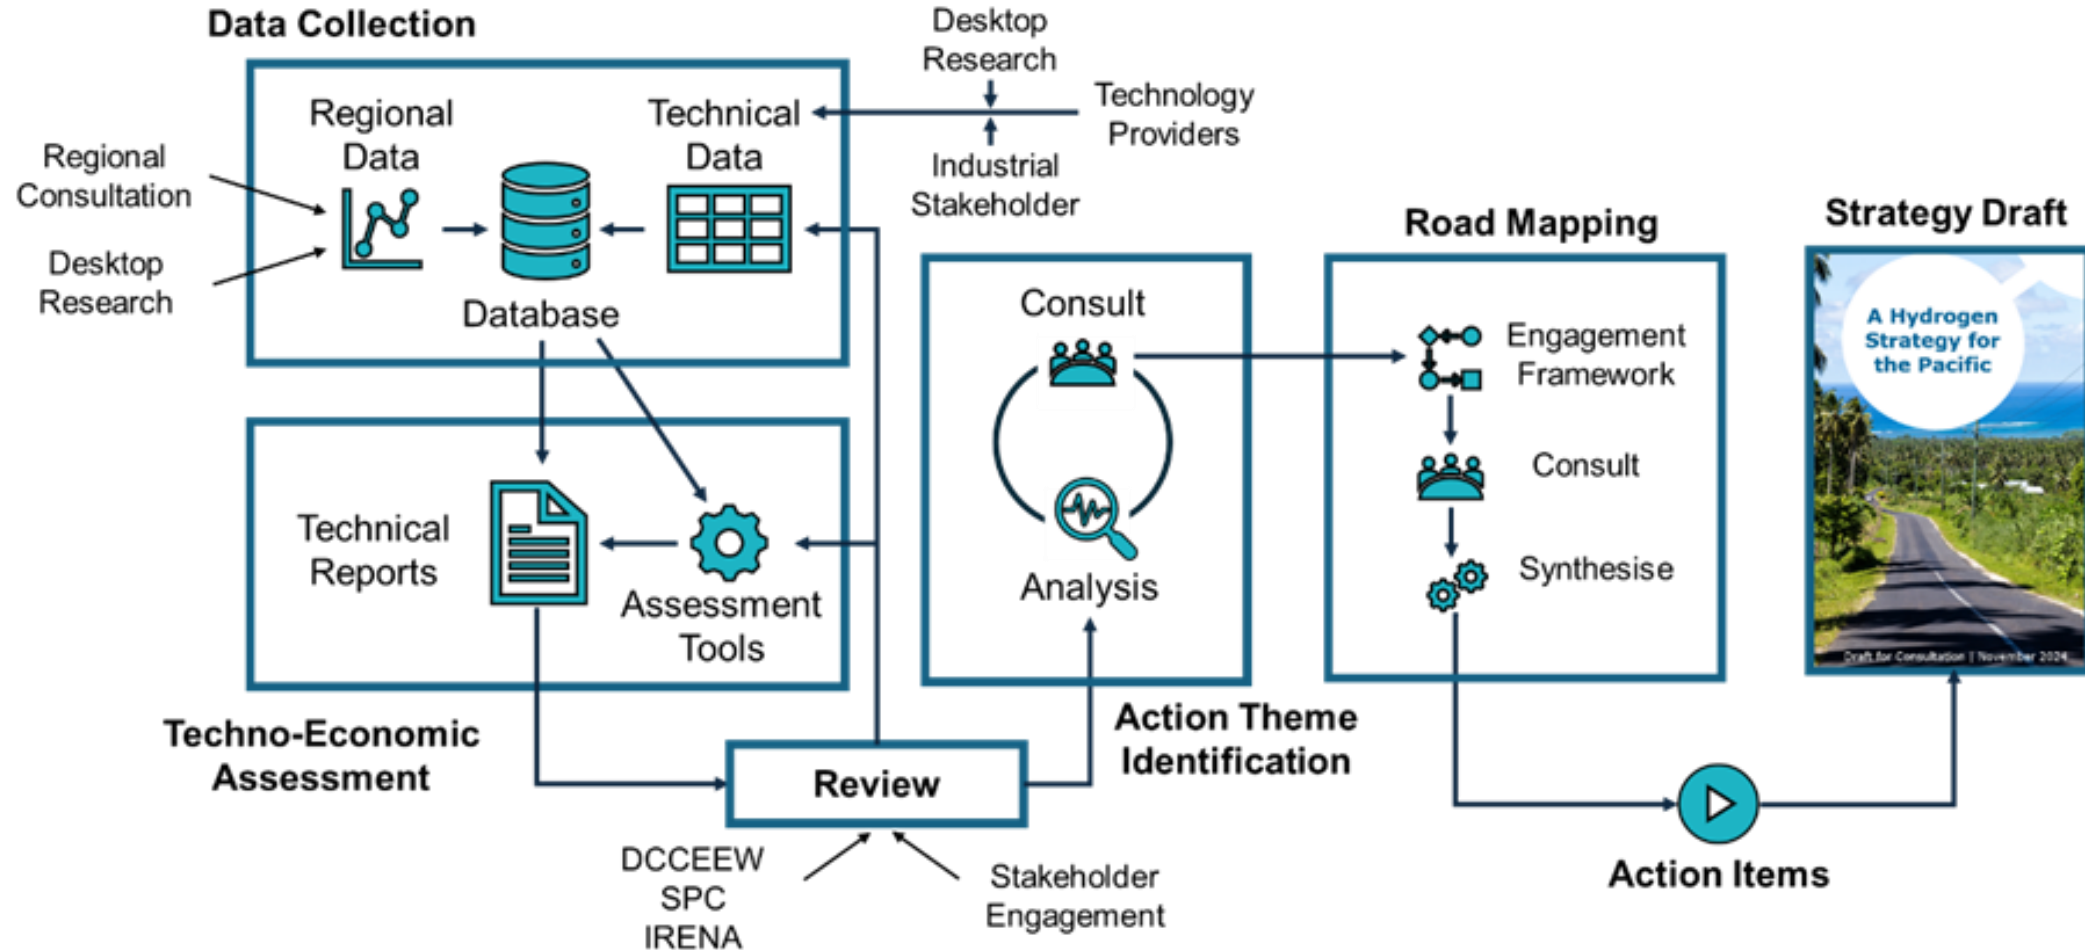 Data Collection
Desktop
Research
Technology
Providers
Industrial
Stakeholder
Regional
Data
Technical
Data
Regional
Consultation
Desktop
Research
Database
Technical
Reports
Assessment
Tools
Techno-Economic
Assessment
Review
DCCEEW
SPC
IRENA
Stakeholder
Engagement
Consult
Analysis
Action Theme
Identification
Road Mapping
Engagement
Framework
Consult
Synthesise
Action Items
Strategy Draft
A Hydrogen
Strategy for
the Pacific
Draft for Consultation | November 2024